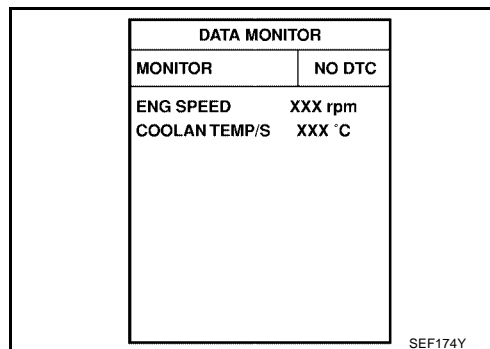 DATA MONITOR
MONITOR NO DTC
ENG SPEED XXX rpm
COOLAN TEMP/S XXX °C
SEF174Y